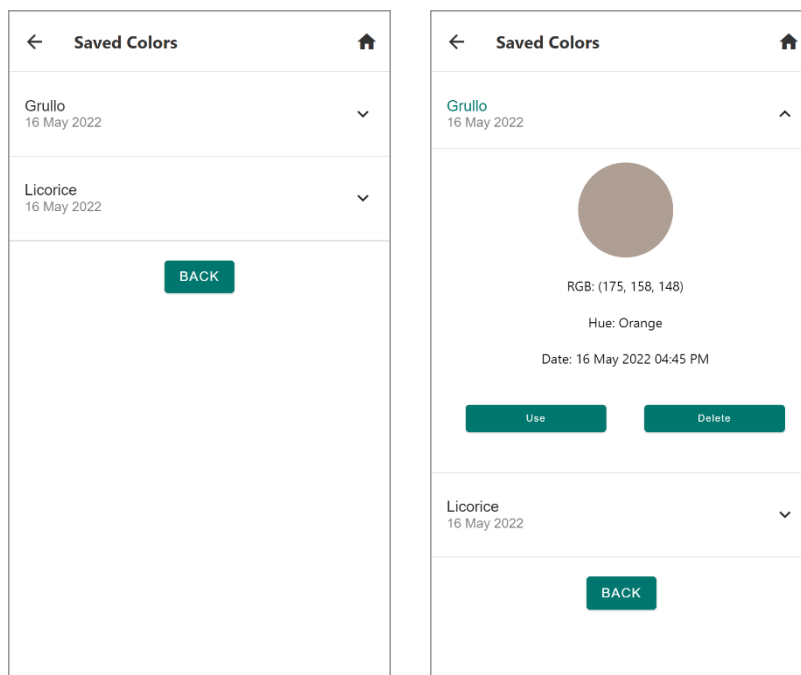 Saved Colors
Grullo
16 May 2022
Licorice
16 May 2022
BACK
Saved Colors
Grullo
16 May 2022
RGB: (175, 158, 148)
Hue: Orange
Date: 16 May 2022 04:45 PM
Use
Delete
Licorice
16 May 2022
BACK